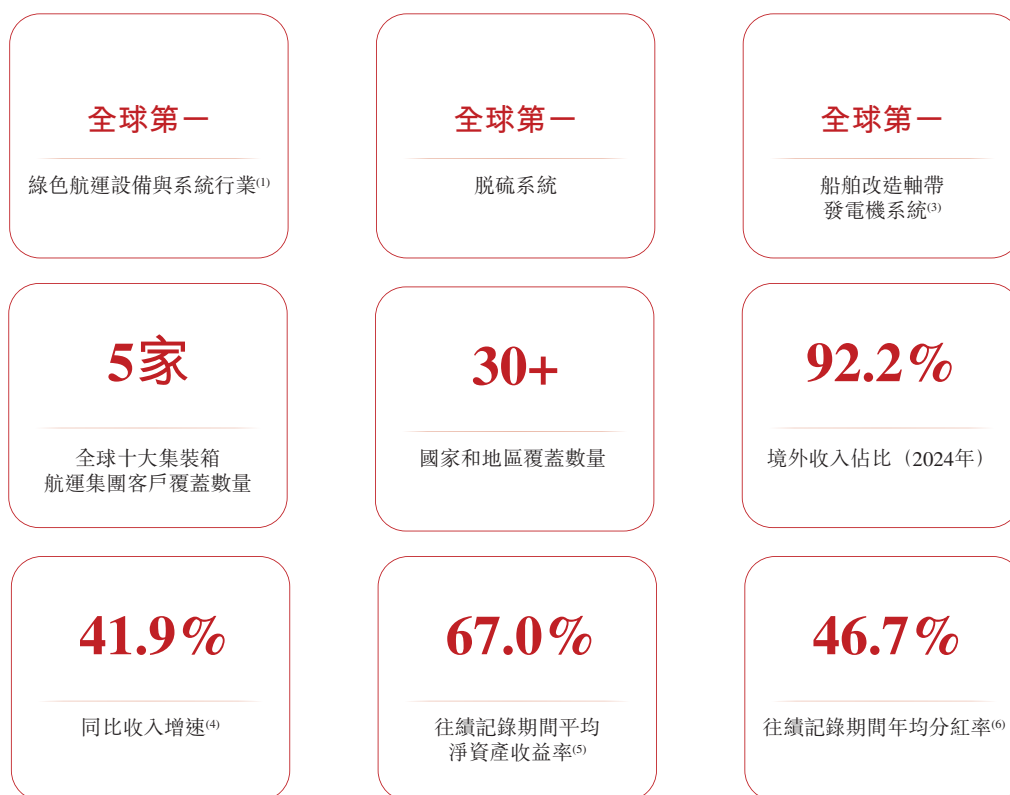 全球第一
綠色航運設備與系統行業(1)
全球第一
脱硫系統
全球第一
船舶改造軸帶
發電機系統(3)
5家
全球十大集裝箱
航運集團客戶覆蓋數量
30+
國家和地區覆蓋數量
92.2%
境外收入佔比（2024年）
41.9%
同比收入增速(4)
67.0%
往績記錄期間平均
淨資產收益率(5)
46.7%
往績記錄期間年均分紅率(6)